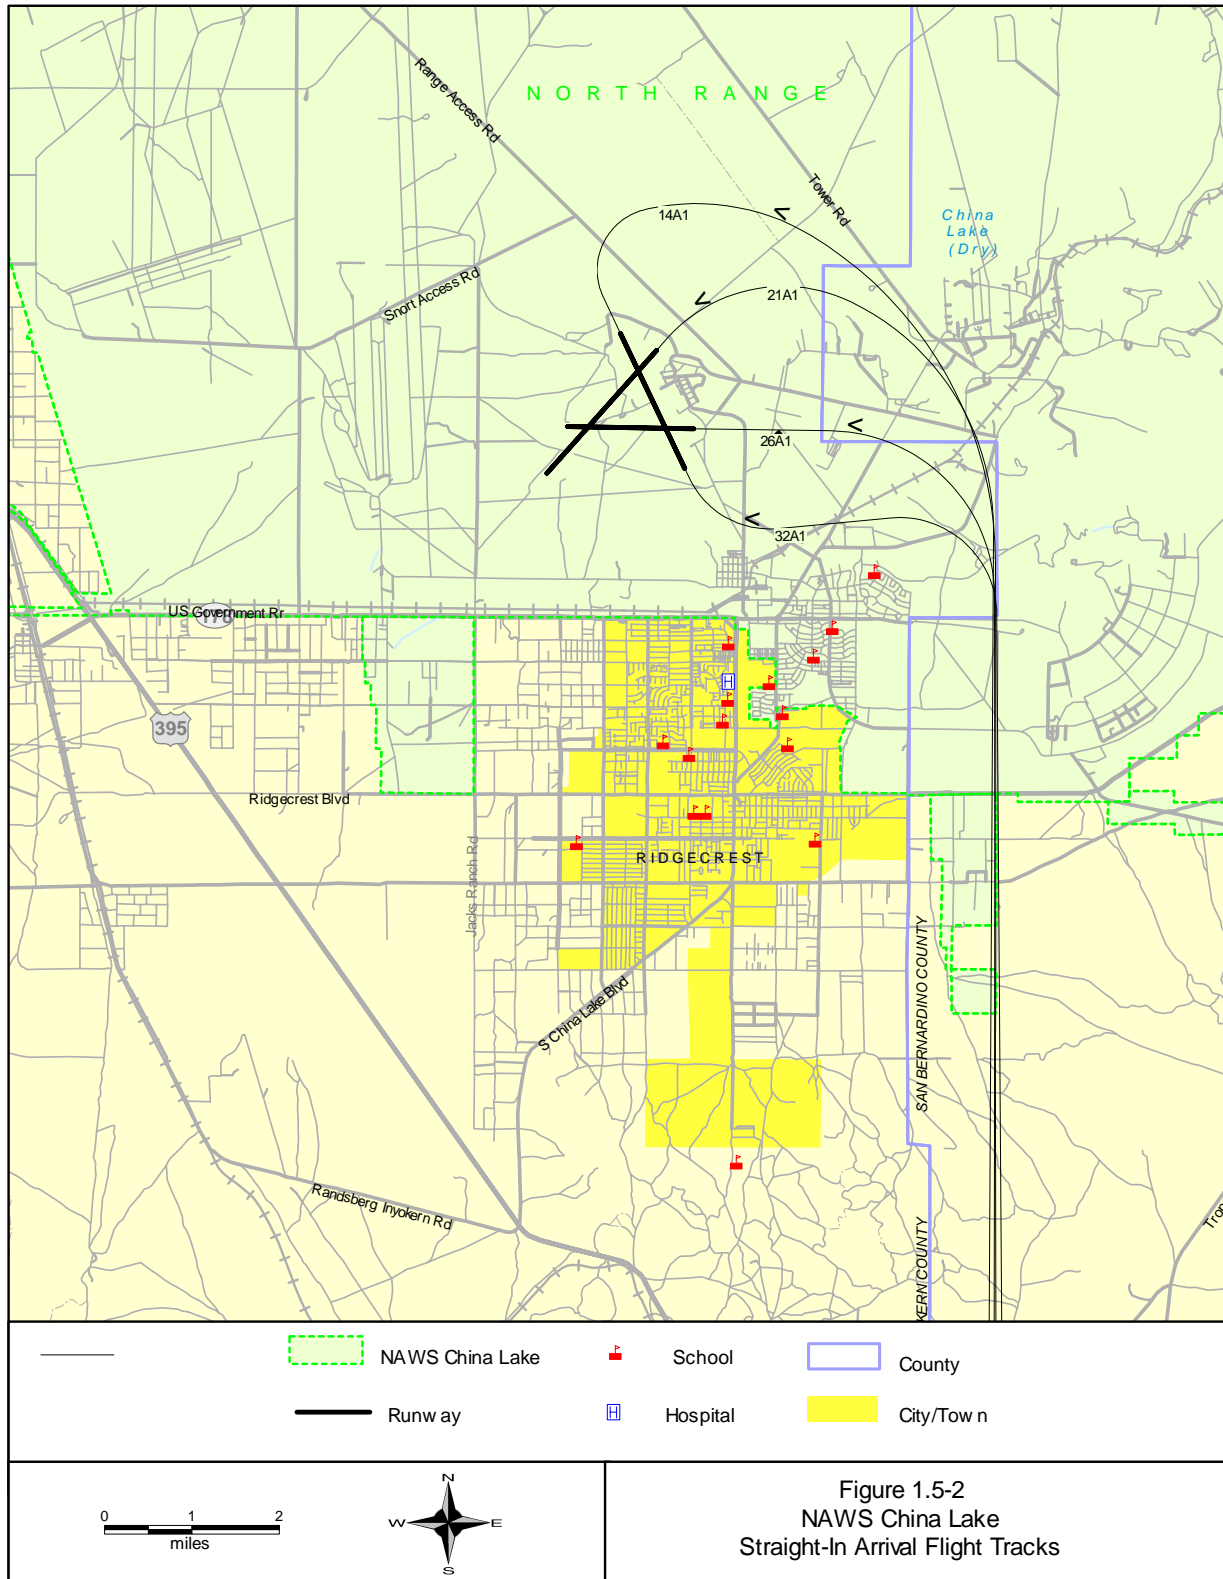 NORTH RANGE
Range Access Rd
Tower Rd
China
Lake
(Dry)
14A1
21A1
Snort Access Rd
26A1
32A1
US Government Rr
178
H
395
Ridgecrest Blvd
RIDGECREST
Jacks Ranch Rd
S China Lake Blvd
SAN BERNARDINO COUNTY
KERN COUNTY
Randsberg Inyokern Rd
NAWS China Lake
School
County
Runway
H
Hospital
City/Town
0 1 2
miles
N
W
E
S
Figure 1.5-2
NAWS China Lake
Straight-In Arrival Flight Tracks